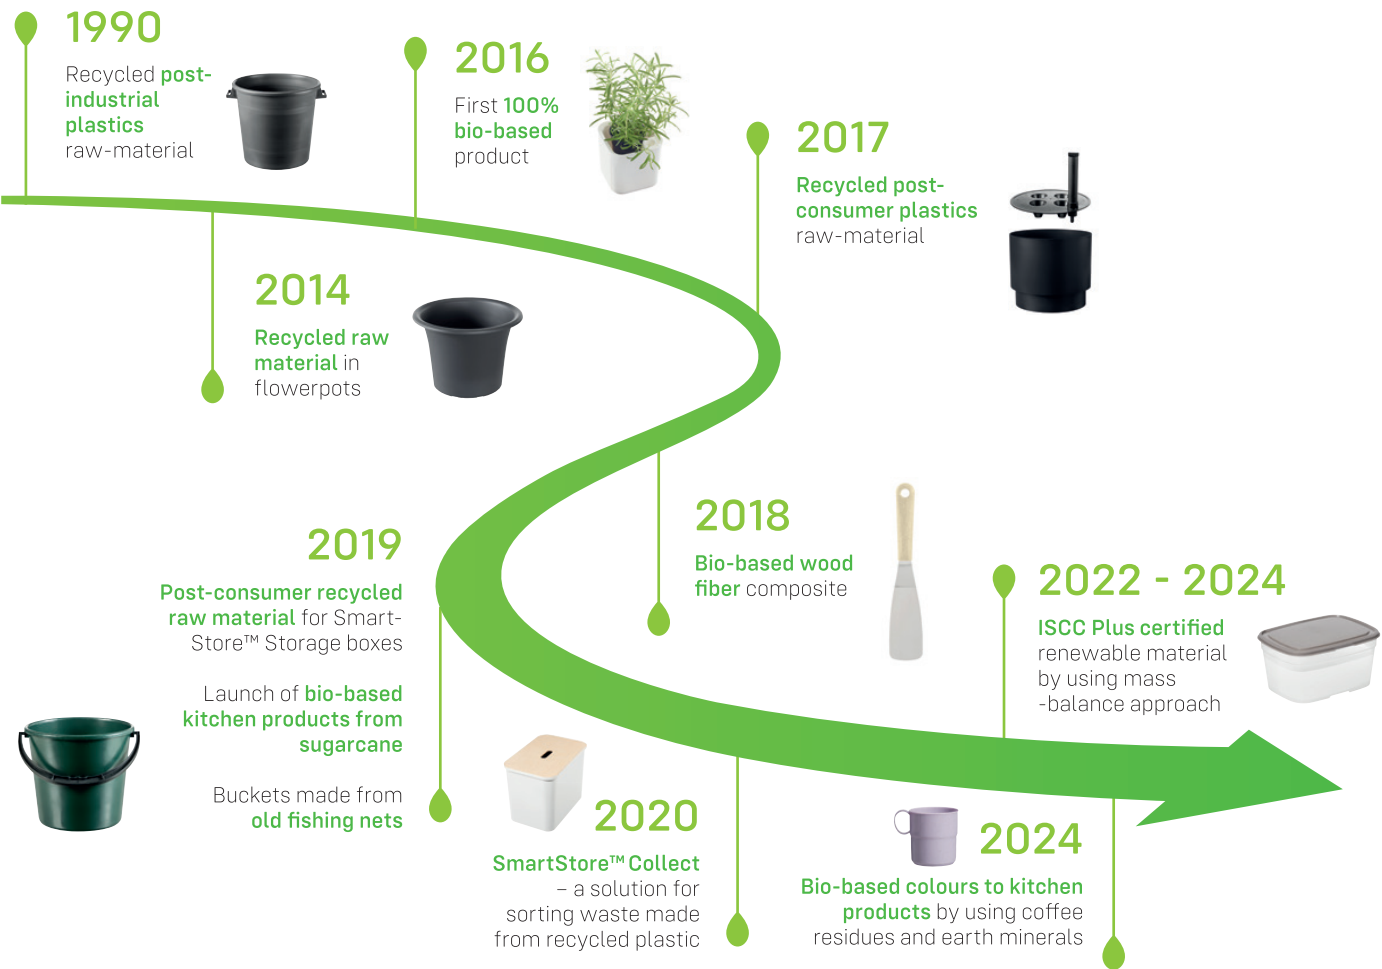 1990
Recycled post-
industrial
plastics
raw-material
2016
First 100%
bio-based
product
2017
Recycled post-
consumer plastics
raw-material
2014
Recycled raw
material in
flowerpots
2018
Bio-based wood
fiber composite
2019
Post-consumer recycled
raw material for Smart-
Store™ Storage boxes
Launch of bio-based
kitchen products from
sugarcane
Buckets made from
old fishing nets
2022 - 2024
ISCC Plus certified
renewable material
by using mass
-balance approach
2020
SmartStore™ Collect
– a solution for
sorting waste made
from recycled plastic
2024
Bio-based colours to kitchen
products by using coffee
residues and earth minerals